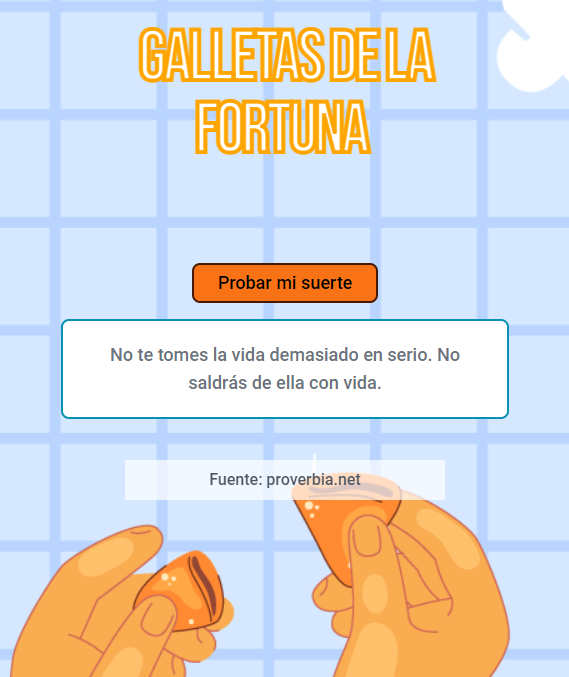 GALLETAS DE LA
FORTUNA
Probar mi suerte
No te tomes la vida demasiado en serio. No
saldrás de ella con vida.
Fuente: proverbia.net